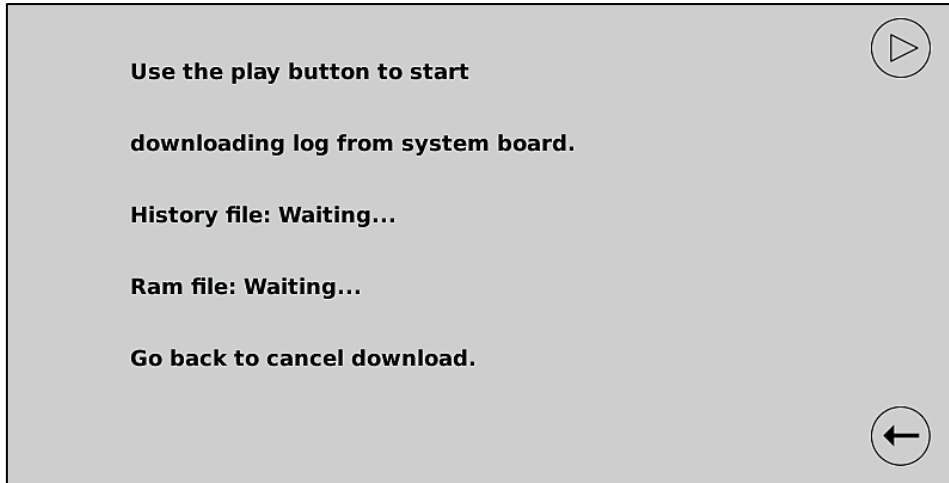 Use the play button to start
downloading log from system board.
History file: Waiting...
Ram file: Waiting...
Go back to cancel download.